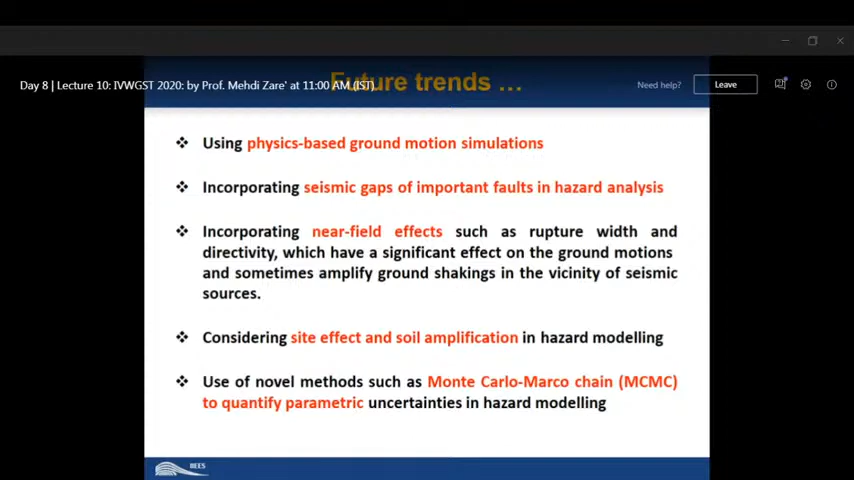 Future trends ...
Day 8 | Lecture 10: IVWGST 2020: by Prof. Mehdi Zare' at 11:00 AM (IST)
Need help?
Leave
❖ Using physics-based ground motion simulations
❖ Incorporating seismic gaps of important faults in hazard analysis
❖ Incorporating near-field effects such as rupture width and
directivity, which have a significant effect on the ground motions
and sometimes amplify ground shakings in the vicinity of seismic
sources.
❖ Considering site effect and soil amplification in hazard modelling
❖ Use of novel methods such as Monte Carlo-Marco chain (MCMC)
to quantify parametric uncertainties in hazard modelling
IIEES